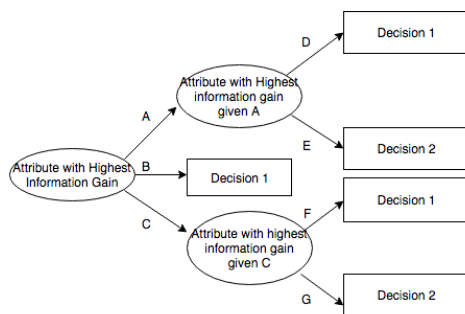 D
Decision 1
Attribute with Highest
information gain
given A
A
E
Decision 2
Attribute with Highest
Information Gain
B
Decision 1
C
F
Decision 1
Attribute with highest
information gain
given C
G
Decision 2